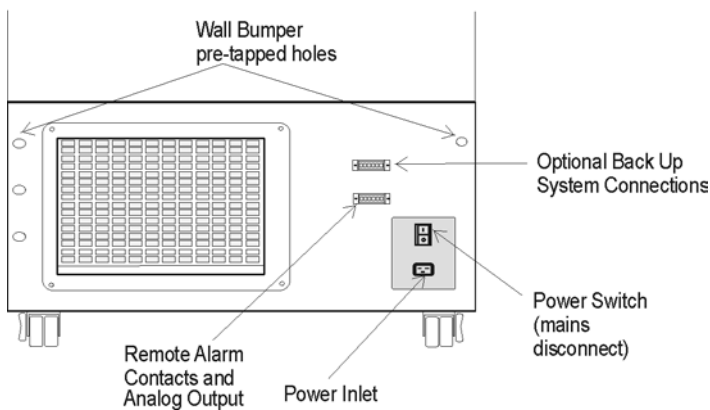 Wall Bumper
pre-tapped holes
Optional Back Up
System Connections
Power Switch
(mains
disconnect)
Remote Alarm
Contacts and
Analog Output
Power Inlet